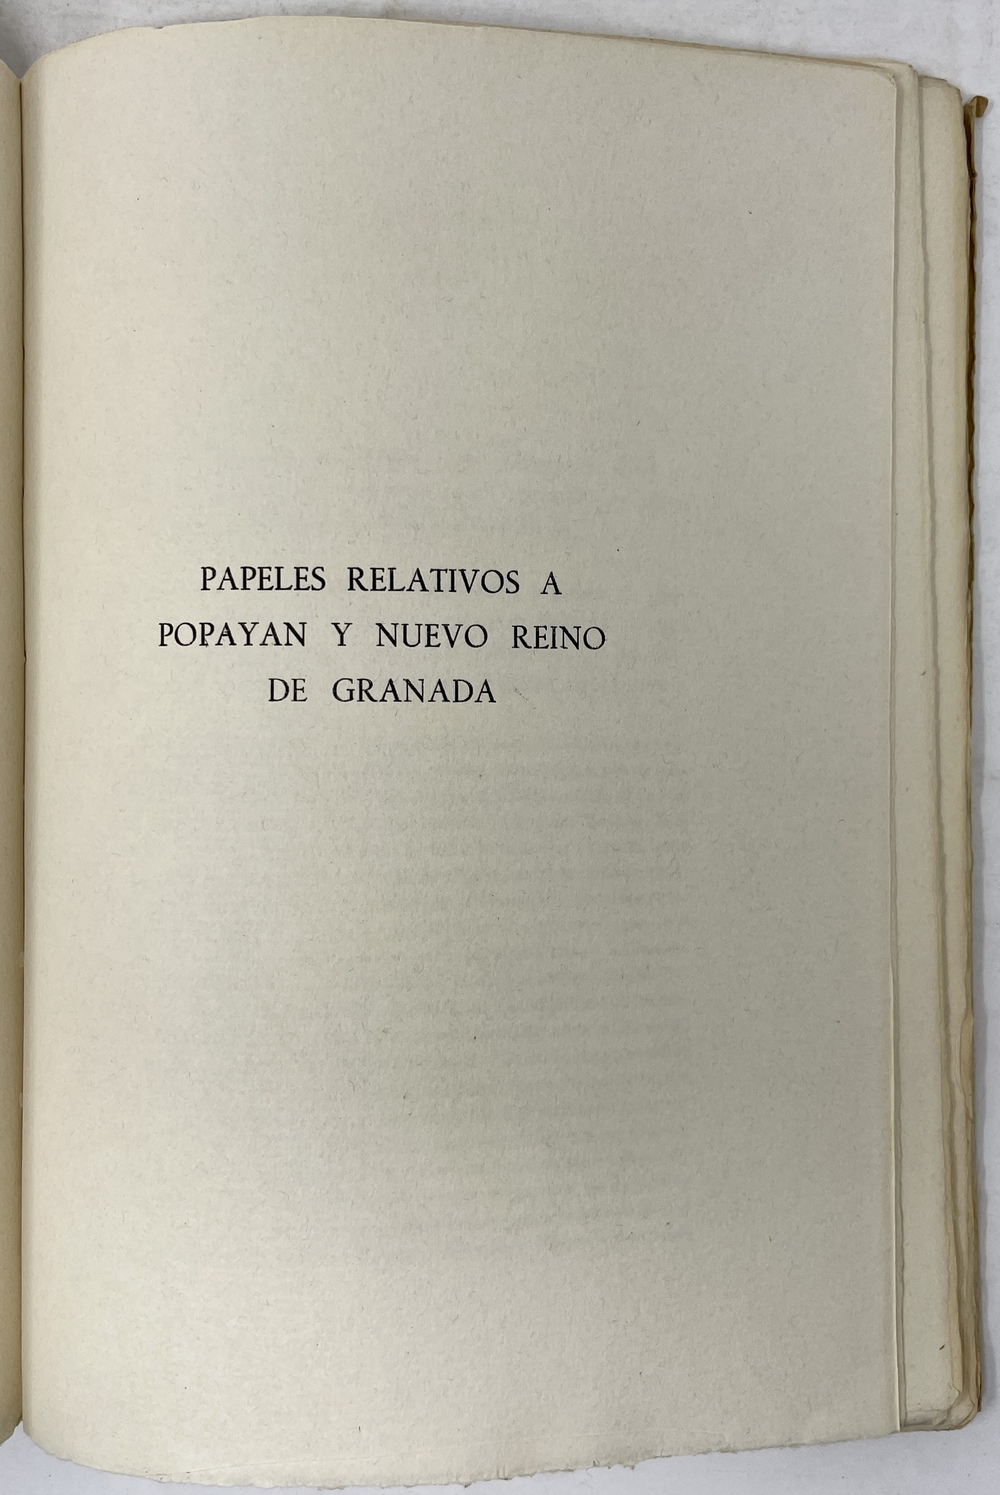 PAPELES RELATIVOS A
POPAYAN Y NUEVO REINO
DE GRANADA